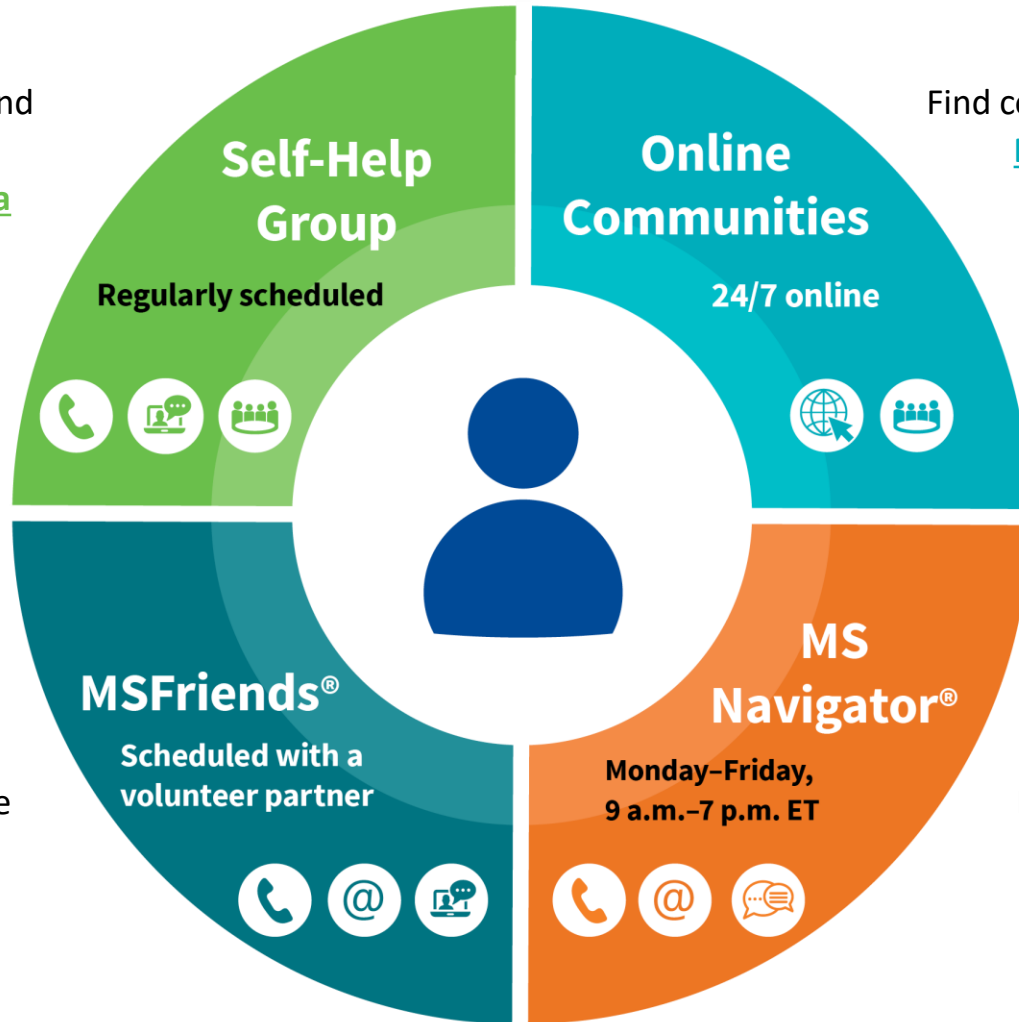 nd
a
Self-Help
Group
Regularly scheduled
Online
Communities
24/7 online
Find co
MSFriends®
Scheduled with a
volunteer partner
e
@
MS
Navigator®
Monday–Friday,
9 a.m.–7 p.m. ET
@